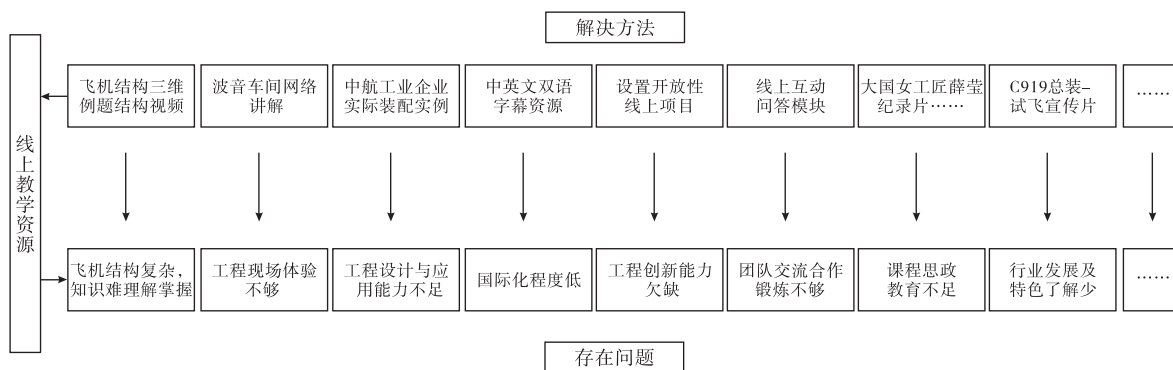 解决方法
飞机结构三维
例题结构视频
波音车间网络
讲解
中航工业企业
实际装配实例
中英文双语
字幕资源
设置开放性
线上项目
线上互动
问答模块
大国女工匠薛莹
纪录片……
C919总装–
试飞宣传片
……
线上教学资源
飞机结构复杂，
知识难理解掌握
工程现场体验
不够
工程设计与应
用能力不足
国际化程度低
工程创新能力
欠缺
团队交流合作
锻炼不够
课程思政
教育不足
行业发展及
特色了解少
……
存在问题